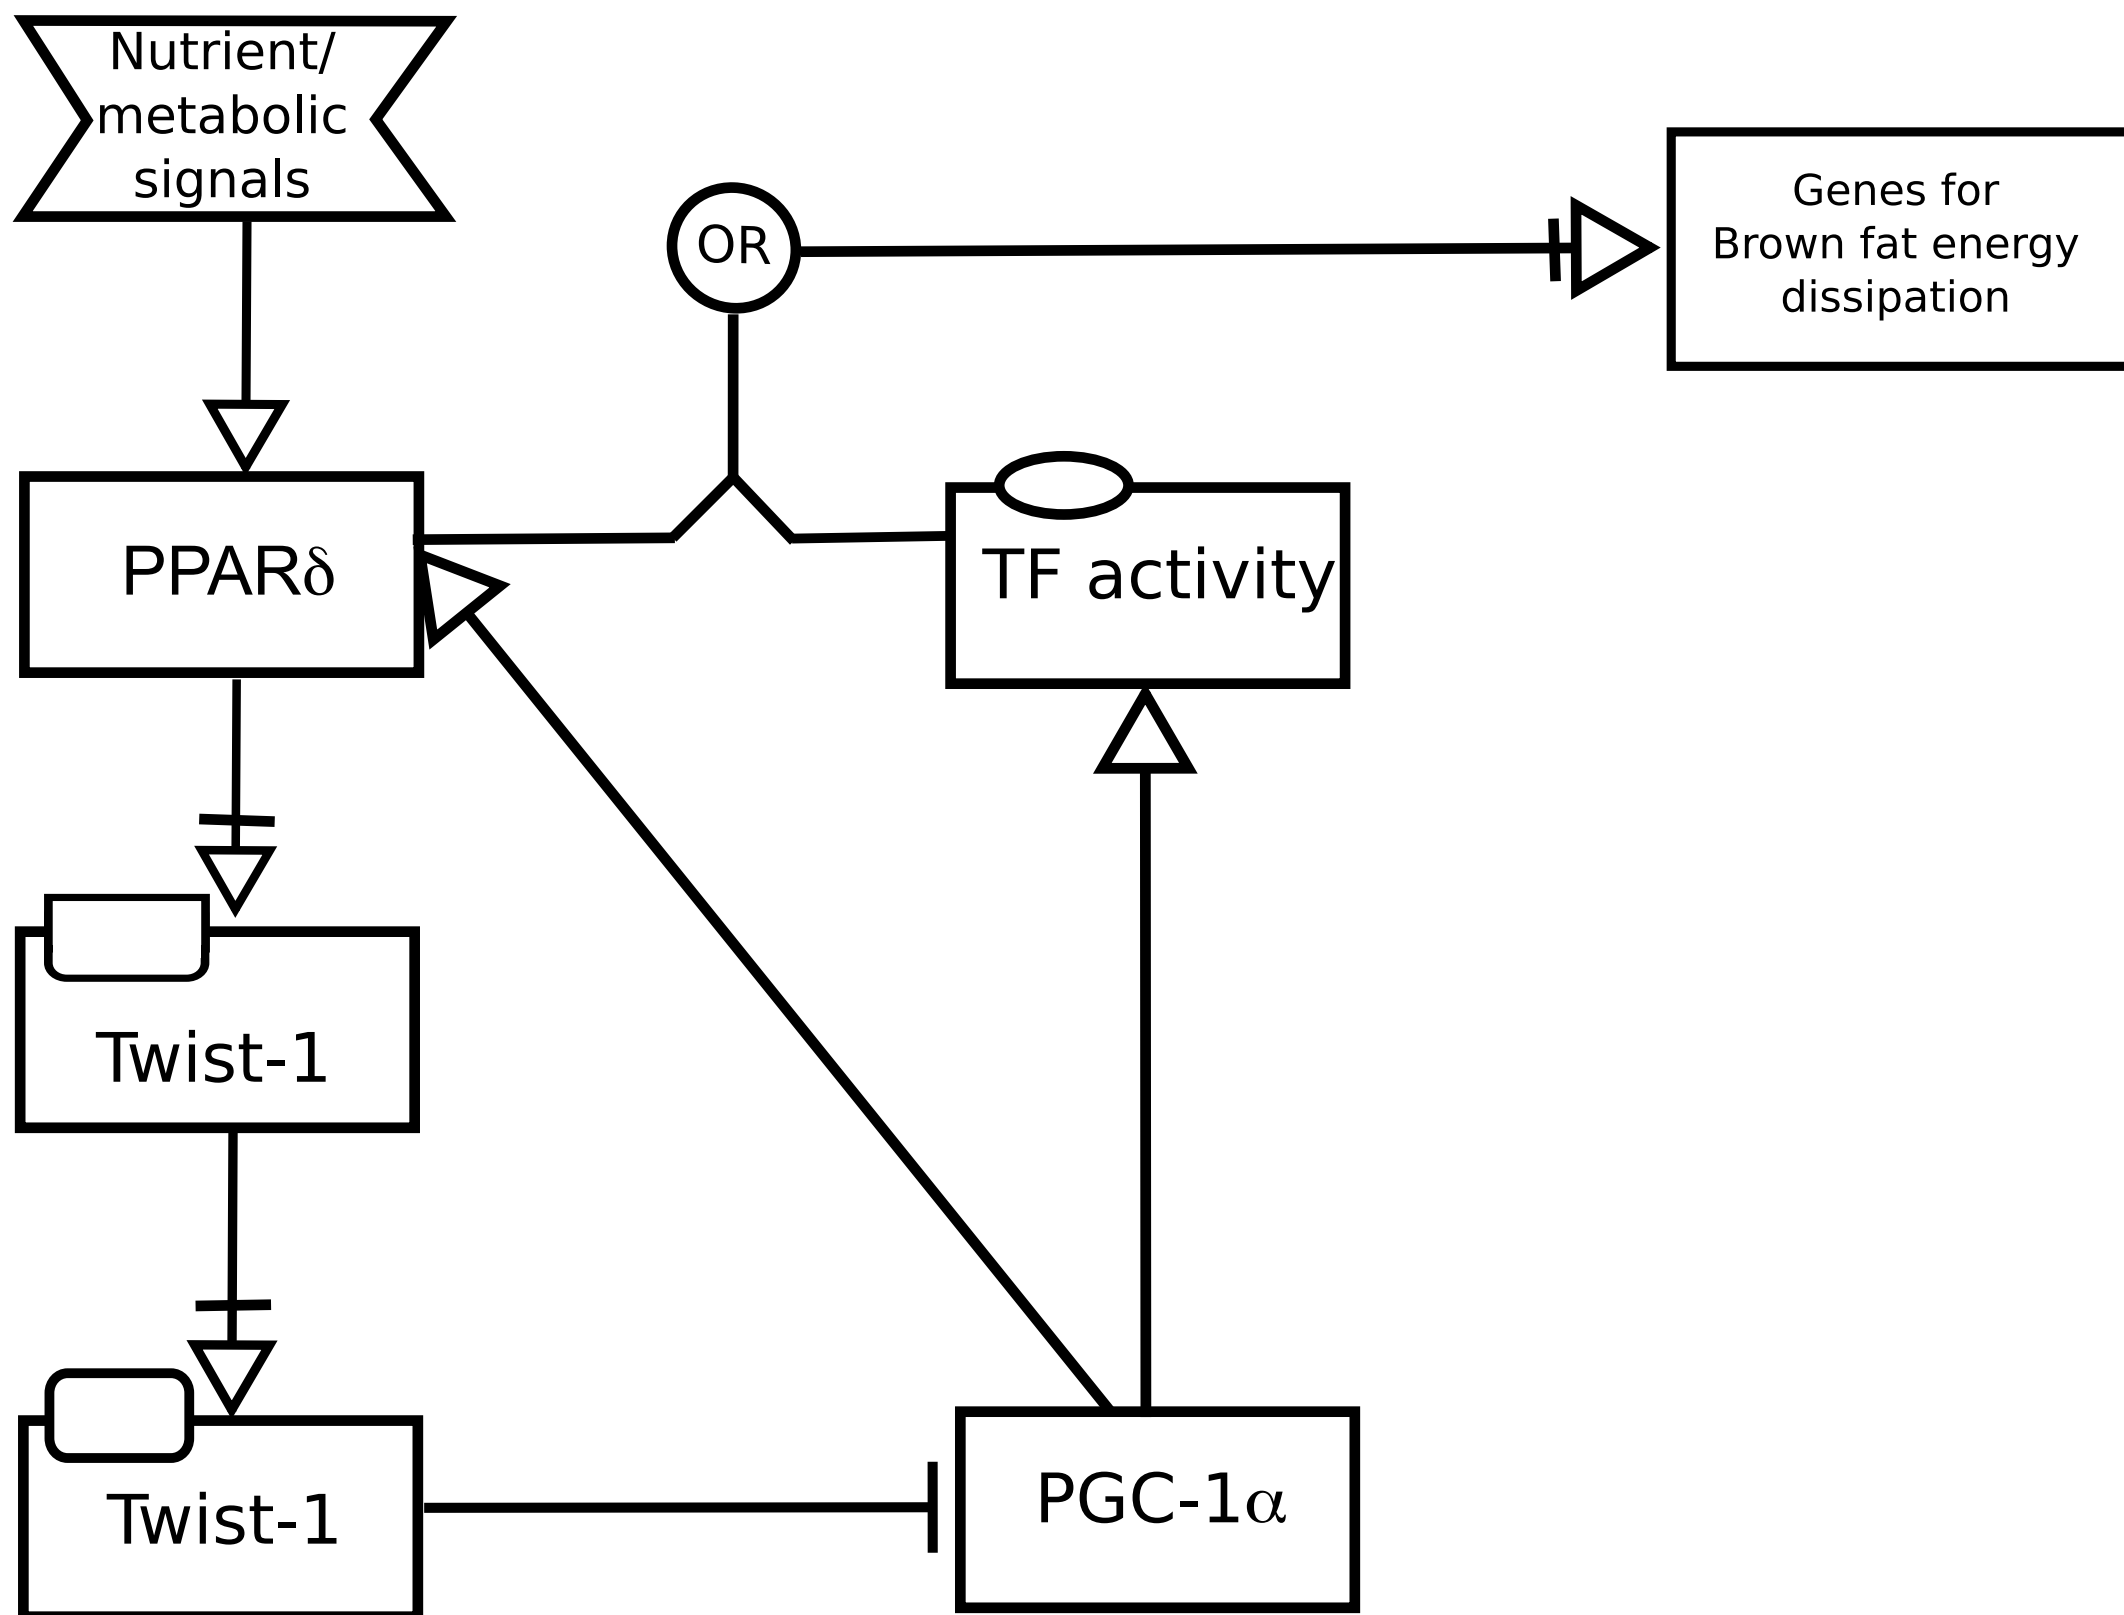 Nutrient/
metabolic
signals
OR
Genes for
Brown fat energy
dissipation
PPARδ
TF activity
Twist-1
Twist-1
PGC-1α